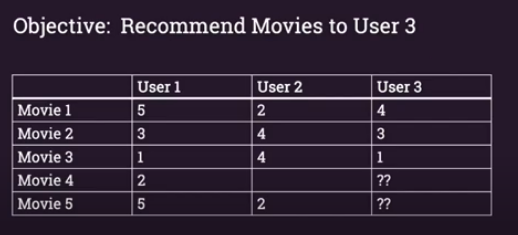 Objective: Recommend Movies to User 3
User 1 User 2 User 3
Movie 1 5 2 4
Movie 2 3 4 3
Movie 3 1 4 1
Movie 4 2 ??
Movie 5 5 2 ??